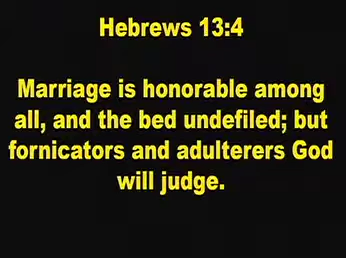 Hebrews 13:4
Marriage is honorable among
all, and the bed undefiled; but
fornicators and adulterers God
will judge.